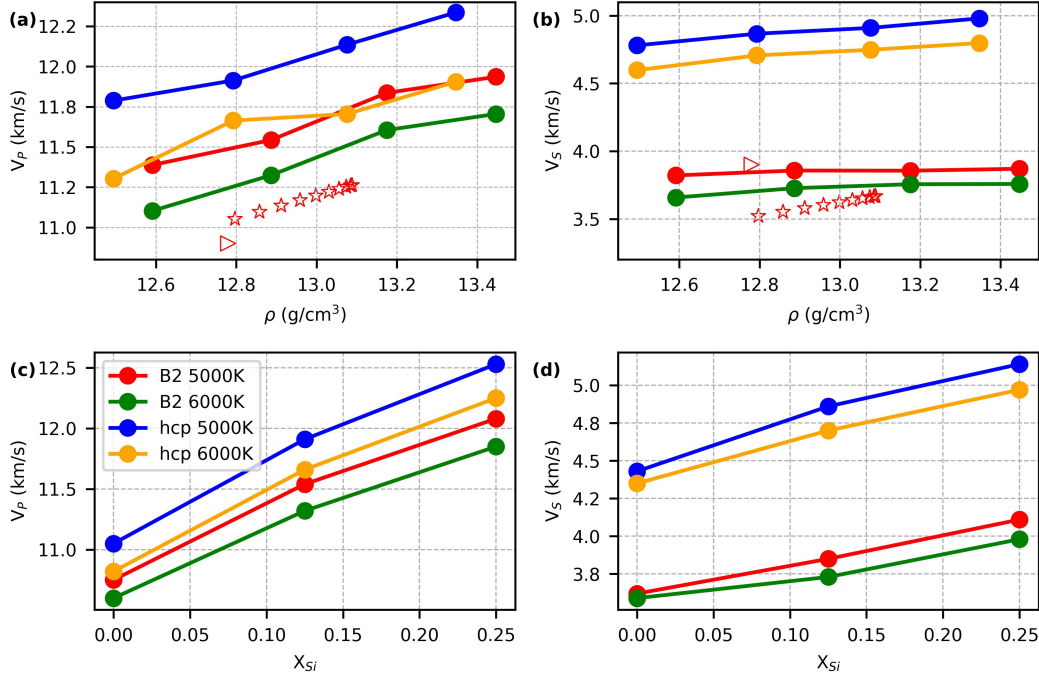 (a)
12.2
12.0
11.8
11.5
11.2
11.0
V_P (km/s)
12.6 12.8 13.0 13.2 13.4
ρ (g/cm³)
(b)
5.0
4.5
4.0
3.5
V_S (km/s)
12.6 12.8 13.0 13.2 13.4
ρ (g/cm³)
(c)
12.5
12.0
11.5
11.0
V_P (km/s)
B2 5000K
B2 6000K
hcp 5000K
hcp 6000K
0.00 0.05 0.10 0.15 0.20 0.25
X_Si
(d)
5.0
4.8
4.5
4.2
4.0
3.8
V_S (km/s)
0.00 0.05 0.10 0.15 0.20 0.25
X_Si